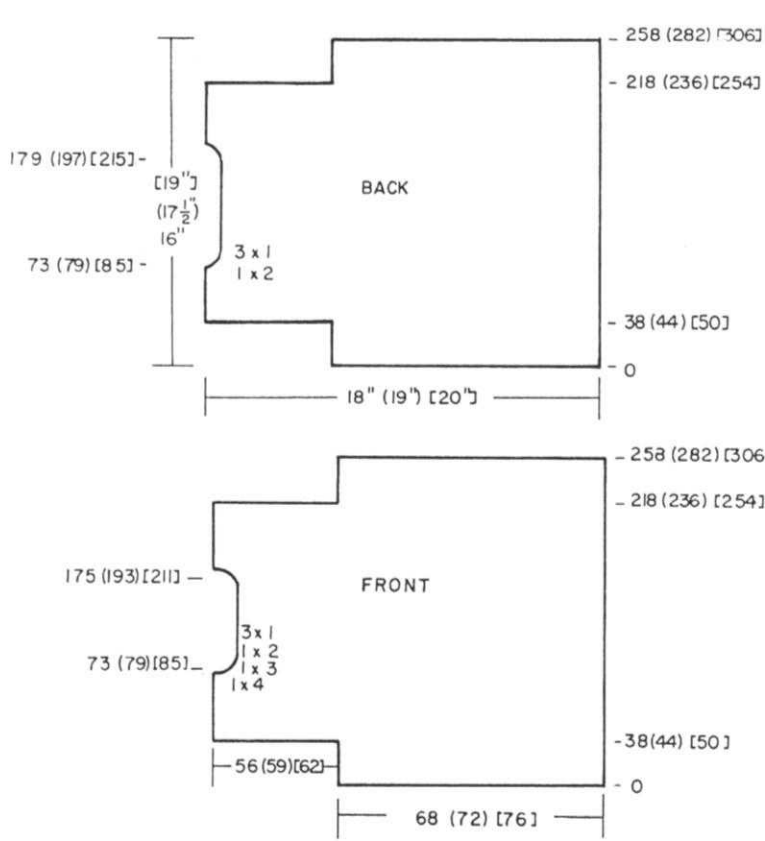 258 (282) [306]
218 (236) [254]
179 (197) [215]
[19"]
(17 1/2")
16"
BACK
3 x 1
1 x 2
73 (79) [85]
38 (44) [50]
0
18" (19") [20"]
258 (282) [306
218 (236) [254]
175 (193) [211]
FRONT
3 x 1
1 x 2
1 x 3
1 x 4
73 (79) [85]
38 (44) [50]
56 (59) [62]
0
68 (72) [76]